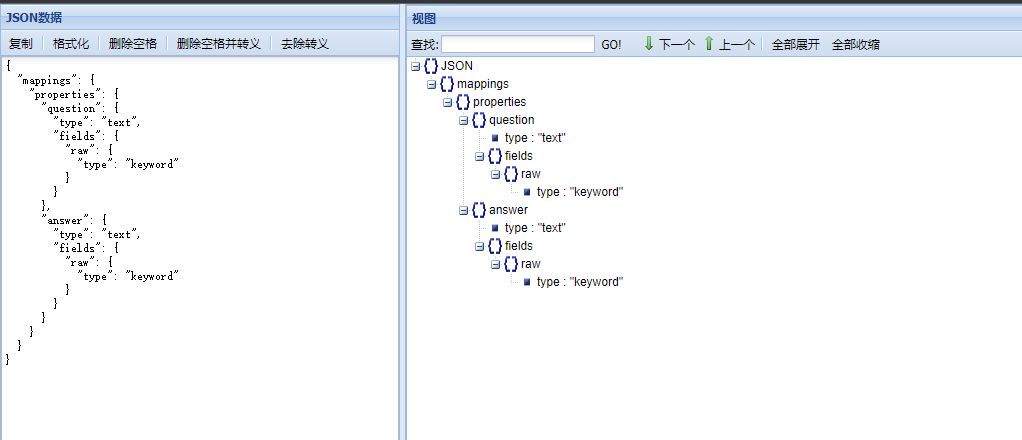 JSON数据
复制 格式化 删除空格 删除空格并转义 去除转义
{
  "mappings": {
    "properties": {
      "question": {
        "type": "text",
        "fields": {
          "raw": {
            "type": "keyword"
          }
        }
      },
      "answer": {
        "type": "text",
        "fields": {
          "raw": {
            "type": "keyword"
          }
        }
      }
    }
  }
}
视图
查找: GO! 下一个 上一个 全部展开 全部收缩
JSON
mappings
properties
question
type : "text"
fields
raw
type : "keyword"
answer
type : "text"
fields
raw
type : "keyword"